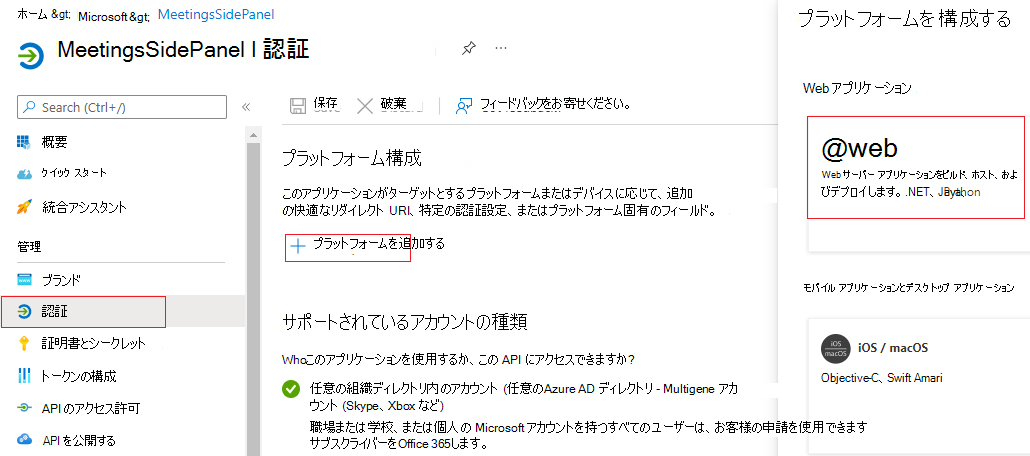 ホーム &gt; Microsoft&gt; MeetingsSidePanel
MeetingsSidePanel | 認証
Search (Ctrl+/)
概要
クイック スタート
統合アシスタント
管理
ブランド
認証
証明書とシークレット
トークンの構成
APIのアクセス許可
APIを公開する
保存 破棄 フィードバックをお寄せください。
プラットフォーム構成
このアプリケーションがターゲットとするプラットフォームまたはデバイスに応じて、追加
の快適なリダイレクト URI、特定の認証設定、またはプラットフォーム固有のフィールド。
プラットフォームを追加する
サポートされているアカウントの種類
Whoこのアプリケーションを使用するか、この API にアクセスできますか?
任意の組織ディレクトリ内のアカウント (任意のAzure AD ディレクトリ - Multigene アカ
ウント (Skype、Xbox など)
職場または学校、または個人の Microsoft アカウントを持つすべてのユーザーは、お客様の申請を使用できます
サブスクライバーをOffice 365します。
プラットフォームを構成する
Web アプリケーション
@web
Web サーバー アプリケーションをビルド、ホスト、およ
びデプロイします。.NET、Java、Python
モバイル アプリケーションとデスクトップ アプリケーション
iOS / macOS
Objective-C、Swift Amari